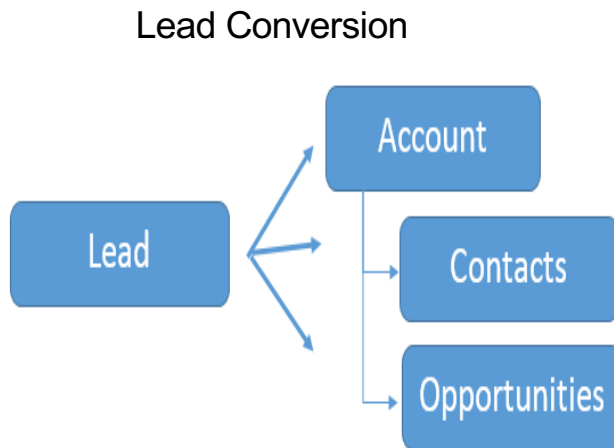 Lead Conversion
Account
Lead
Contacts
Opportunities